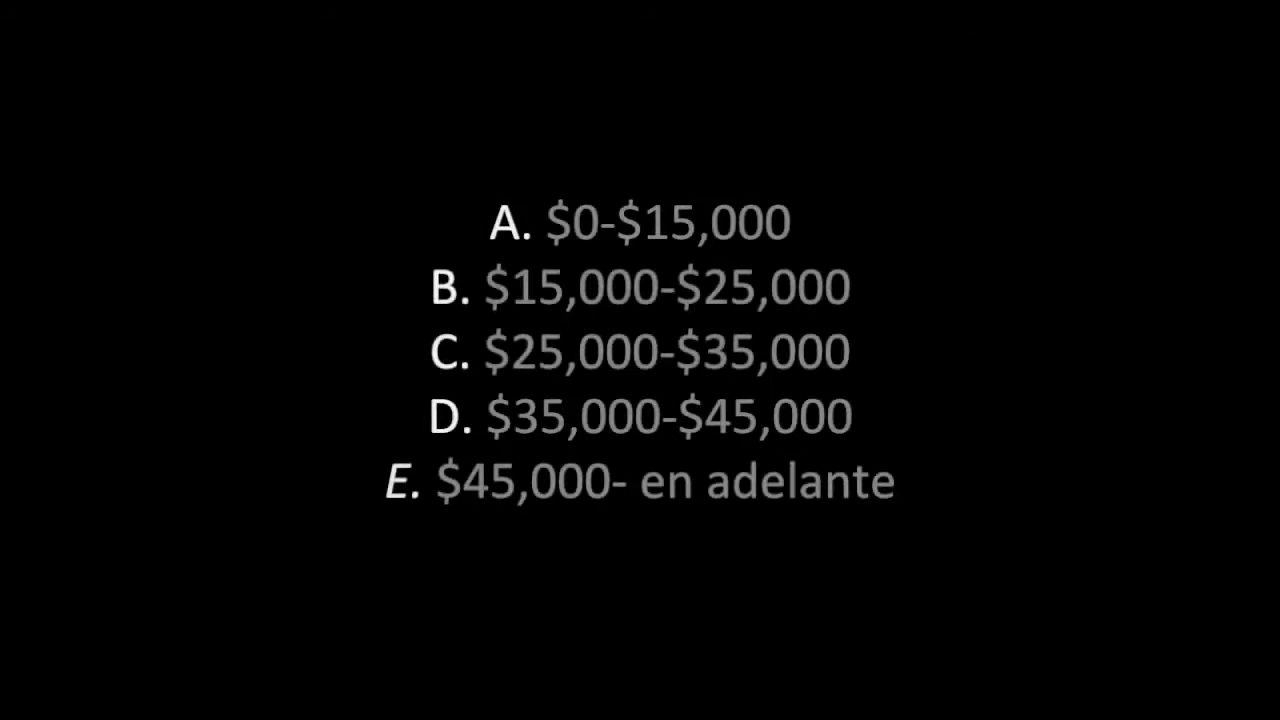 A. $0-$15,000
B. $15,000-$25,000
C. $25,000-$35,000
D. $35,000-$45,000
E. $45,000- en adelante